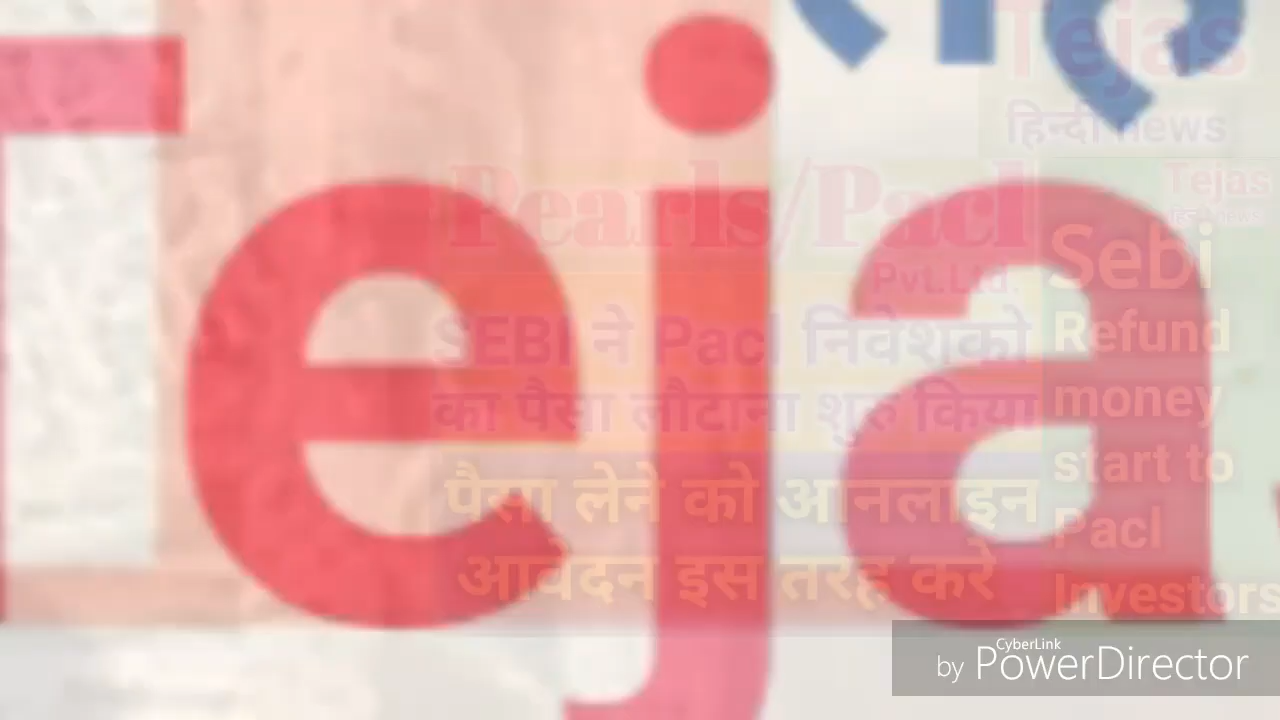 Teja
Tejas
हिन्दी news
Tejas
Pearls/Pacl
Pvt.Ltd.
SEBI ने Pacl निवेशको
का पैसा लौटाना शुरु किया
पैसा लेने को आनलाइन
आवेदन इस तरह करे
Sebi
Refund
money
start to
Pacl
Investors
CyberLink
by PowerDirector